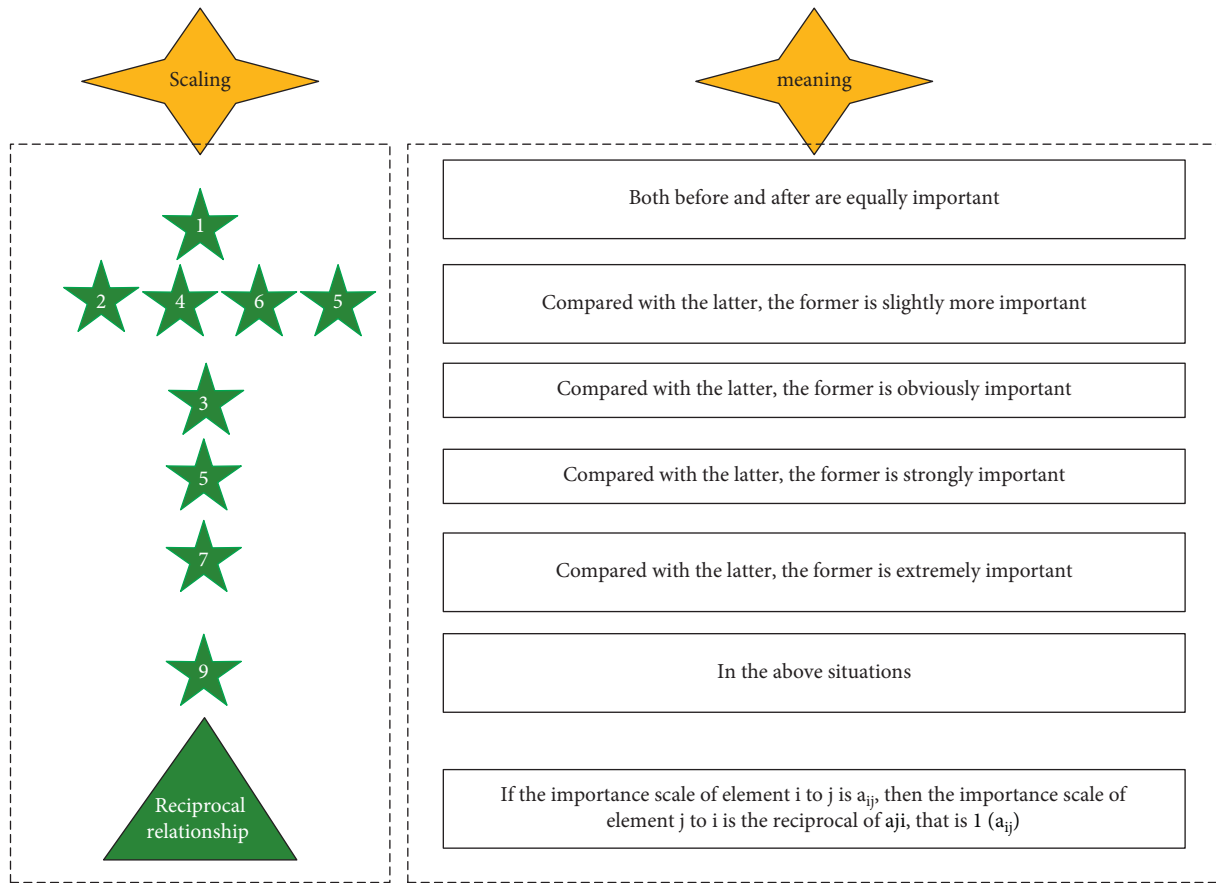 Scaling
meaning
1
Both before and after are equally important
2 4 6 5
Compared with the latter, the former is slightly more important
3
Compared with the latter, the former is obviously important
5
Compared with the latter, the former is strongly important
7
Compared with the latter, the former is extremely important
9
In the above situations
Reciprocal
relationship
If the importance scale of element i to j is a_ij, then the importance scale of
element j to i is the reciprocal of aji, that is 1 (a_ij)